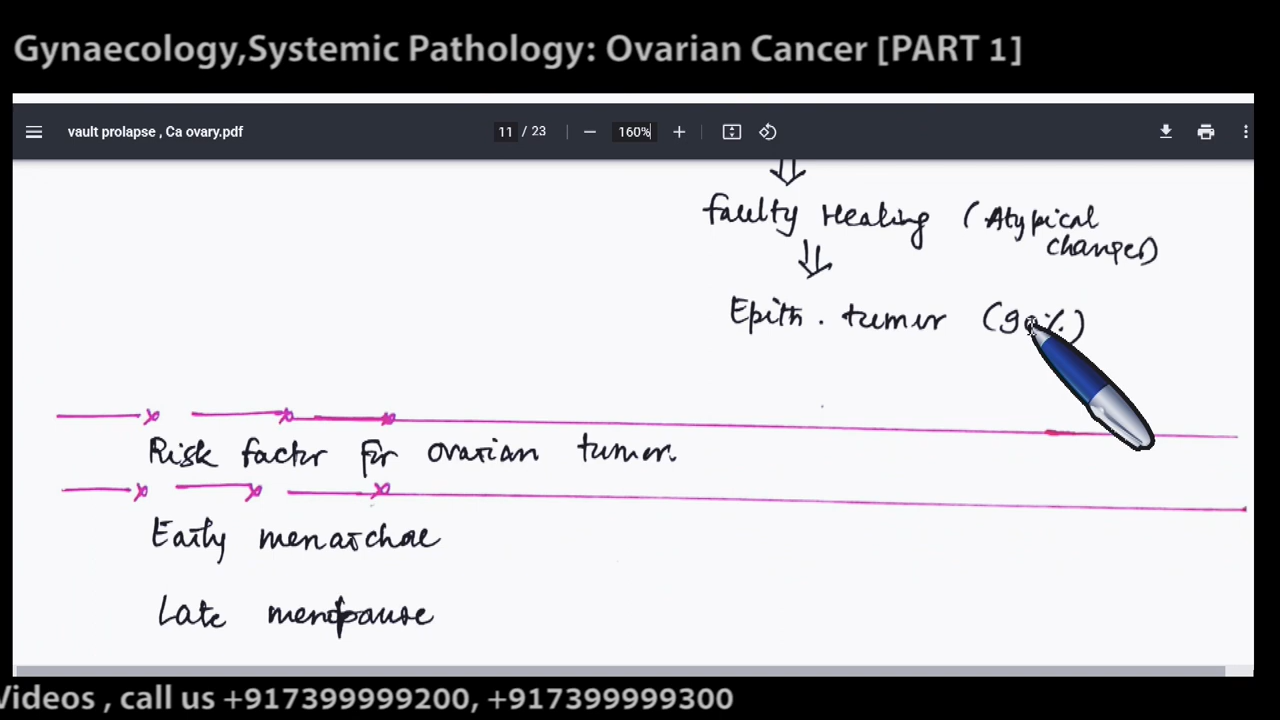 Gynaecology,Systemic Pathology: Ovarian Cancer [PART 1]
vault prolapse , Ca ovary.pdf
11 / 23
160%
Faulty Healing (Atypical
changes)
Epith. tumor (90%)
Risk factor for ovarian tumor.
Early menarchae
Late menopause
Videos , call us +917399999200, +917399999300